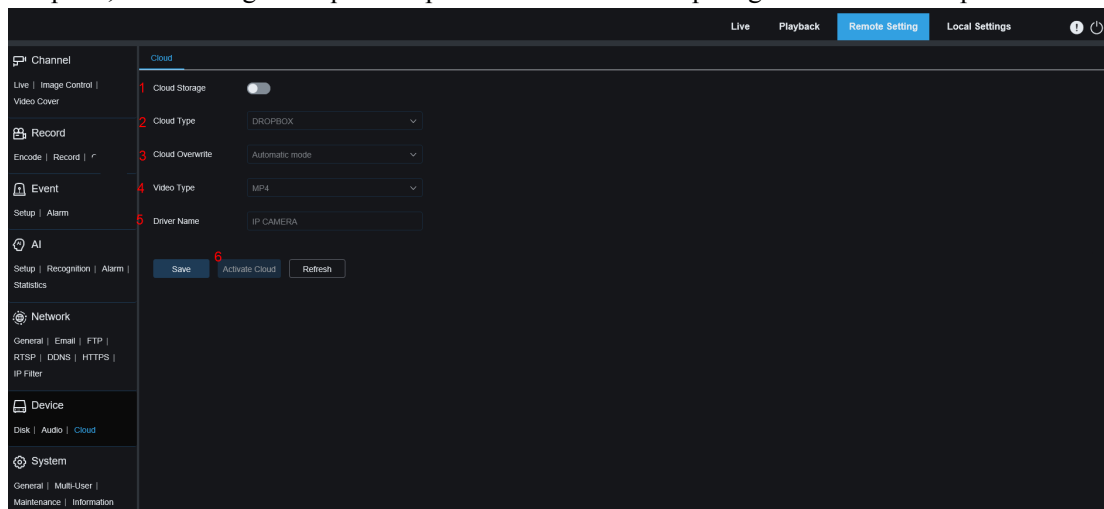 Live Playback Remote Setting Local Settings
Channel
Live | Image Control |
Video Cover
Record
Encode | Record |
Event
Setup | Alarm
AI
Setup | Recognition | Alarm |
Statistics
Network
General | Email | FTP |
RTSP | DDNS | HTTPS |
IP Filter
Device
Disk | Audio | Cloud
System
General | Multi-User |
Maintenance | Information
Cloud
1 Cloud Storage
2 Cloud Type DROPBOX
3 Cloud Overwrite Automatic mode
4 Video Type MP4
5 Driver Name IP CAMERA
6
Save Activate Cloud Refresh